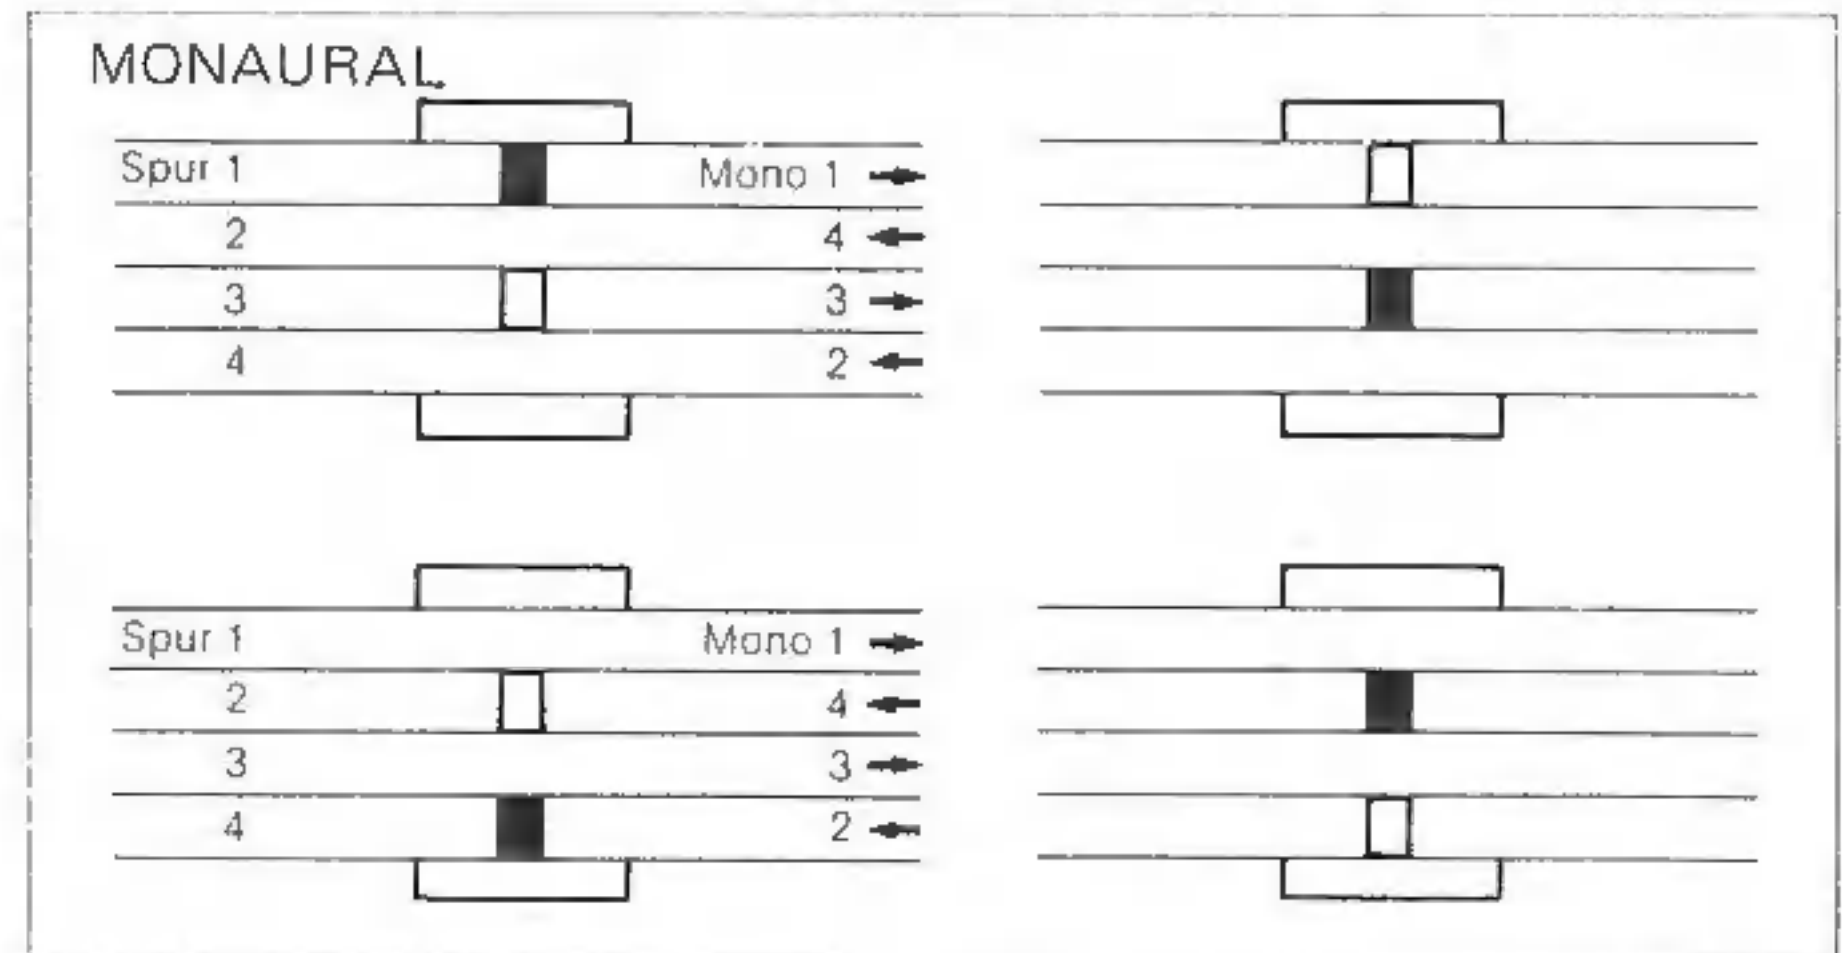 MONAURAL
Spur 1 Mono 1 →
2 4 ←
3 3 →
4 2 ←
Spur 1 Mono 1 →
2 4 ←
3 3 →
4 2 ←